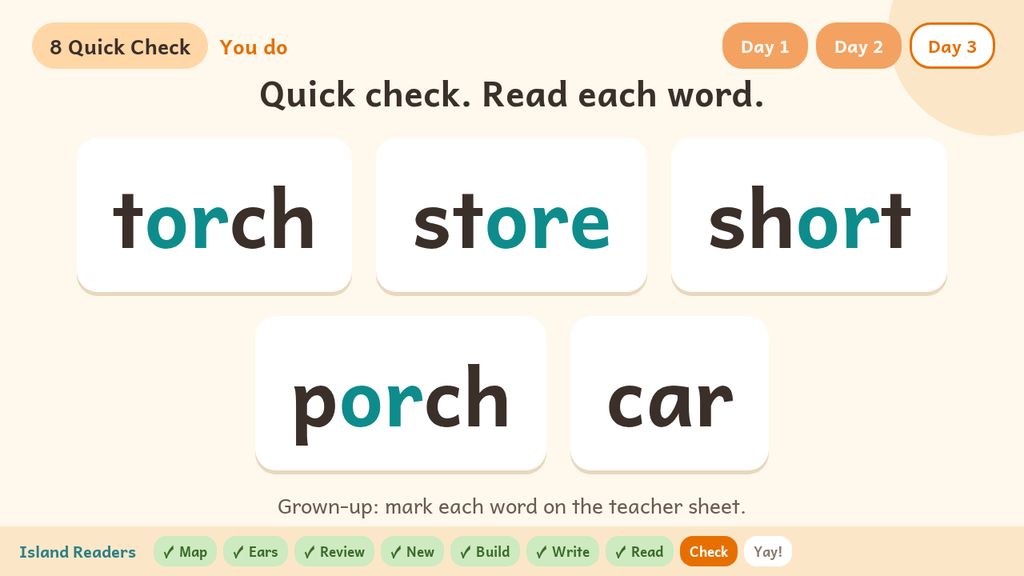 8 Quick Check You do Day 1 Day 2 Day 3
Quick check. Read each word.
torch store short
porch car
Grown-up: mark each word on the teacher sheet.
Island Readers ✓ Map ✓ Ears ✓ Review ✓ New ✓ Build ✓ Write ✓ Read Check Yay!